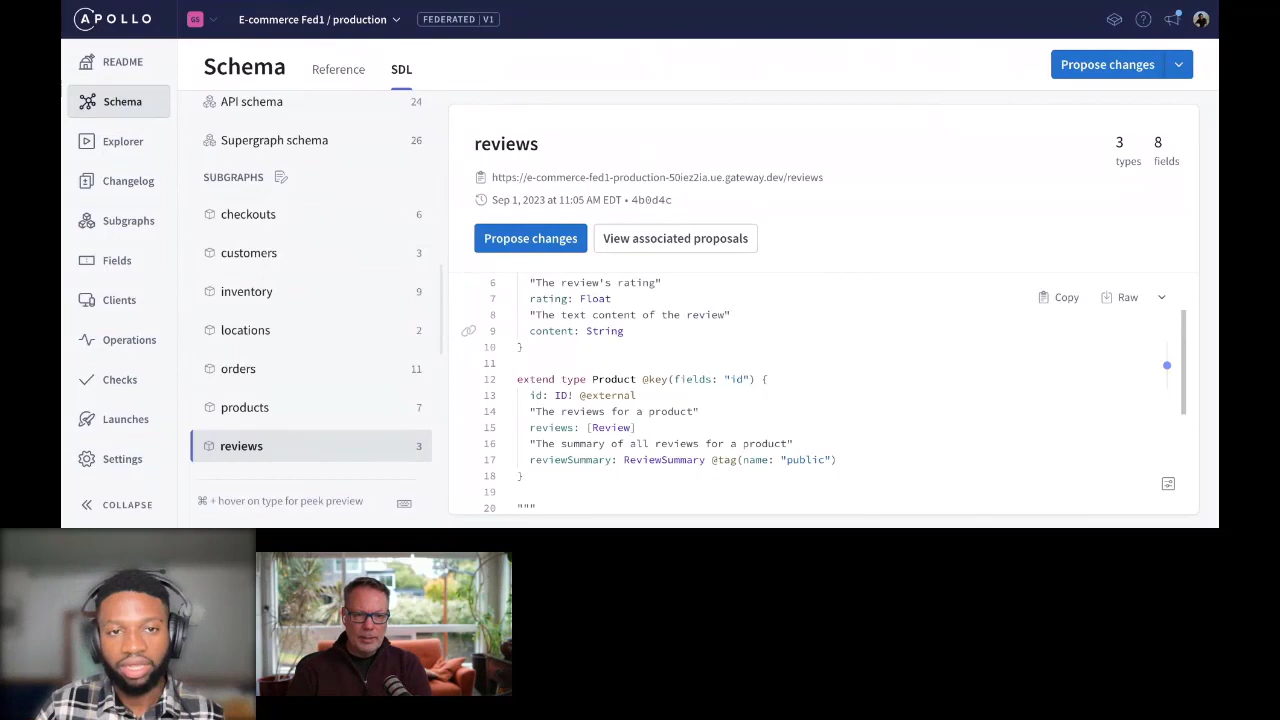 APOLLO
GS
E-commerce Fed1 / production
FEDERATED | V1
README
Schema
Explorer
Changelog
Subgraphs
Fields
Clients
Operations
Checks
Launches
Settings
COLLAPSE
Schema
Reference
SDL
Propose changes
API schema 24
Supergraph schema 26
SUBGRAPHS
checkouts 6
customers 3
inventory 9
locations 2
orders 11
products 7
reviews 3
⌘ + hover on type for peek preview
reviews
3 types
8 fields
https://e-commerce-fed1-production-50iez2ia.ue.gateway.dev/reviews
Sep 1, 2023 at 11:05 AM EDT • 4b0d4c
Propose changes
View associated proposals
Copy
Raw
6 "The review's rating"
7 rating: Float
8 "The text content of the review"
9 content: String
10 }
11
12 extend type Product @key(fields: "id") {
13 id: ID! @external
14 "The reviews for a product"
15 reviews: [Review]
16 "The summary of all reviews for a product"
17 reviewSummary: ReviewSummary @tag(name: "public")
18 }
19
20 """